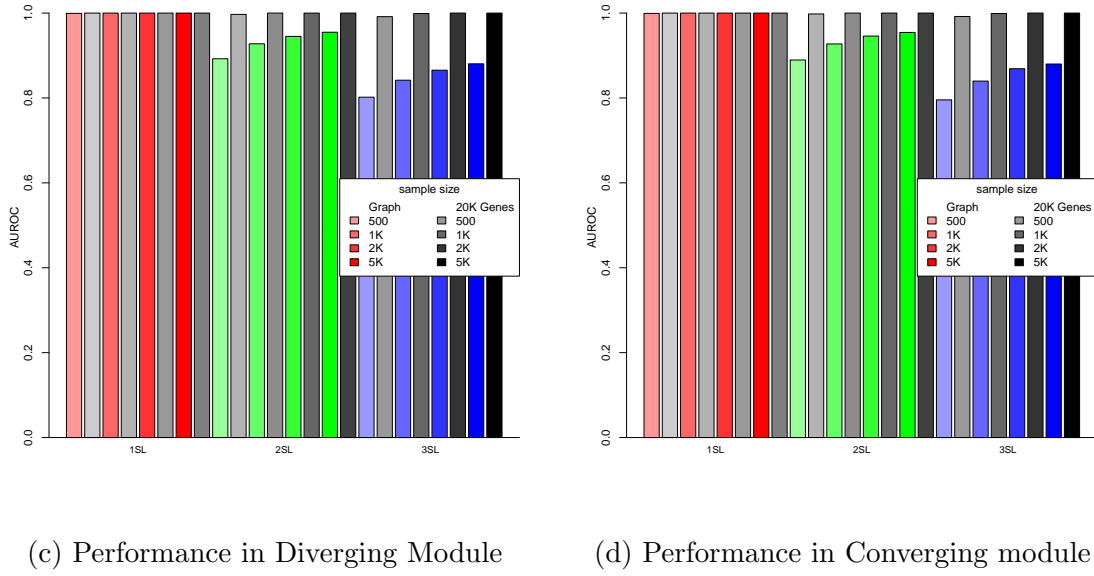 1.0
0.8
0.6
0.4
0.2
0.0
AUROC
1SL
2SL
3SL
sample size
Graph 20K Genes
500 500
1K 1K
2K 2K
5K 5K
(c) Performance in Diverging Module
1.0
0.8
0.6
0.4
0.2
0.0
AUROC
1SL
2SL
3SL
sample size
Graph 20K Genes
500 500
1K 1K
2K 2K
5K 5K
(d) Performance in Converging module